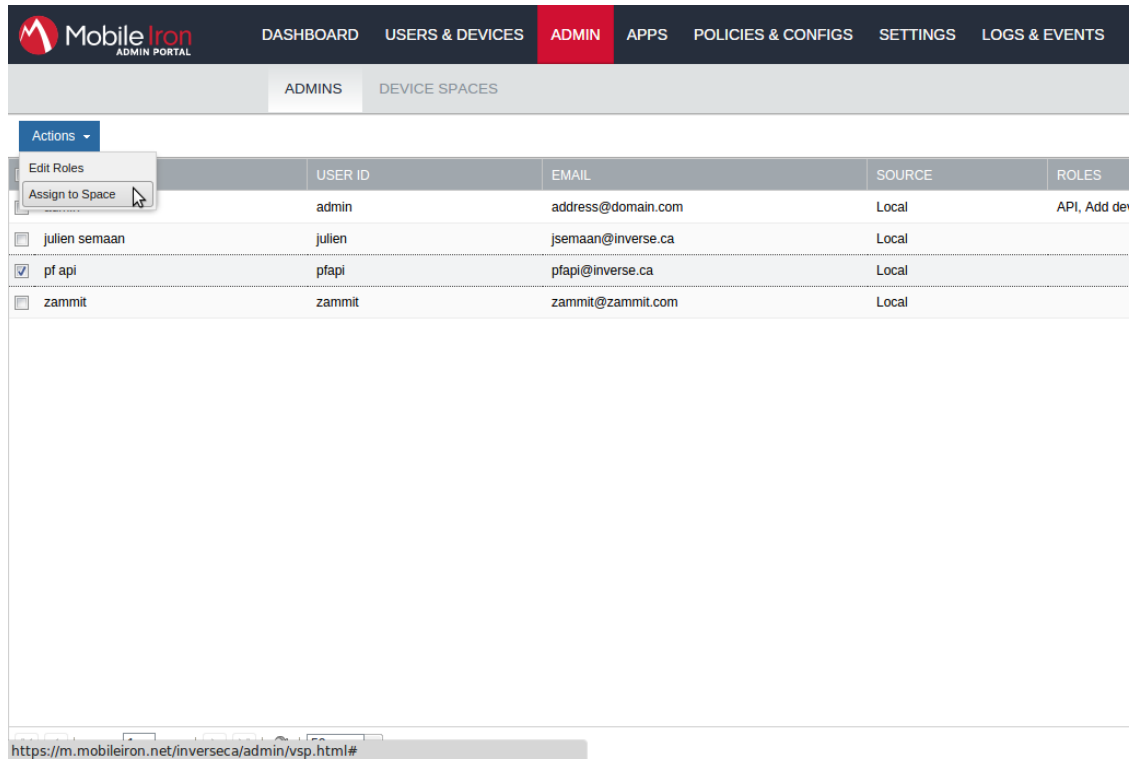 MobileIron
ADMIN PORTAL
DASHBOARD USERS & DEVICES ADMIN APPS POLICIES & CONFIGS SETTINGS LOGS & EVENTS
ADMINS DEVICE SPACES
Actions
Edit Roles
Assign to Space
USER ID EMAIL SOURCE ROLES
admin address@domain.com Local API, Add dev
julien semaan julien jsemaan@inverse.ca Local
pf api pfapi pfapi@inverse.ca Local
zammit zammit zammit@zammit.com Local
https://m.mobileiron.net/inverseca/admin/vsp.html#